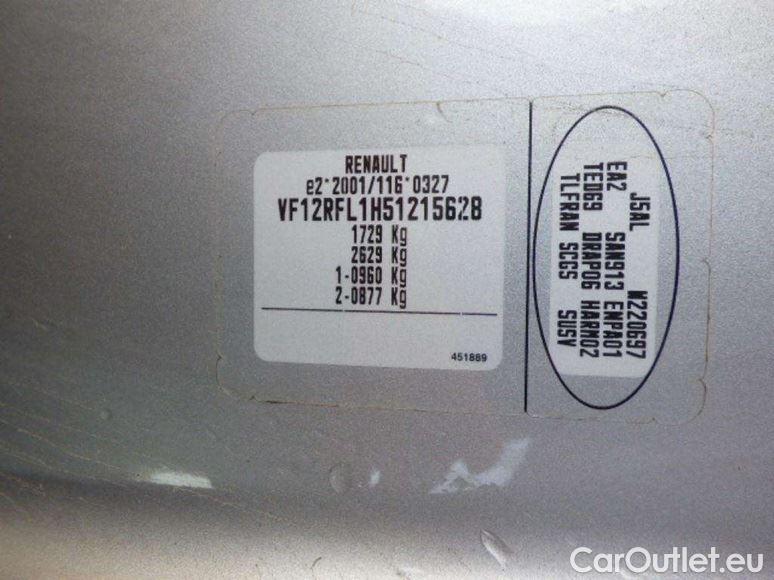 RENAULT
e2*2001/116*0327
VF12RFL1H51215628
1729 Kg
2629 Kg
1-0960 Kg
2-0877 Kg
451889
J5AL W220697
EA2 SAN913 ENPA01
TED69 DRAP06 HARM02
TLFRAN SCGS SUSV
CarOutlet.eu